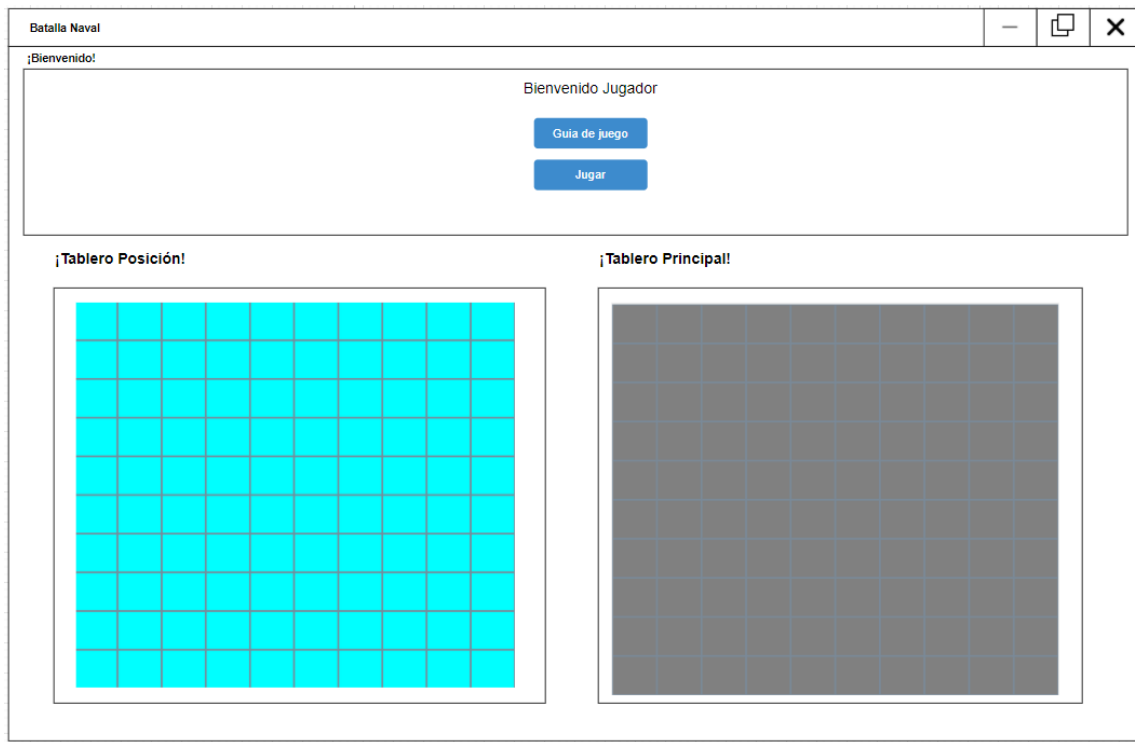 Batalla Naval
¡Bienvenido!
Bienvenido Jugador
Guia de juego
Jugar
¡Tablero Posición!
¡Tablero Principal!